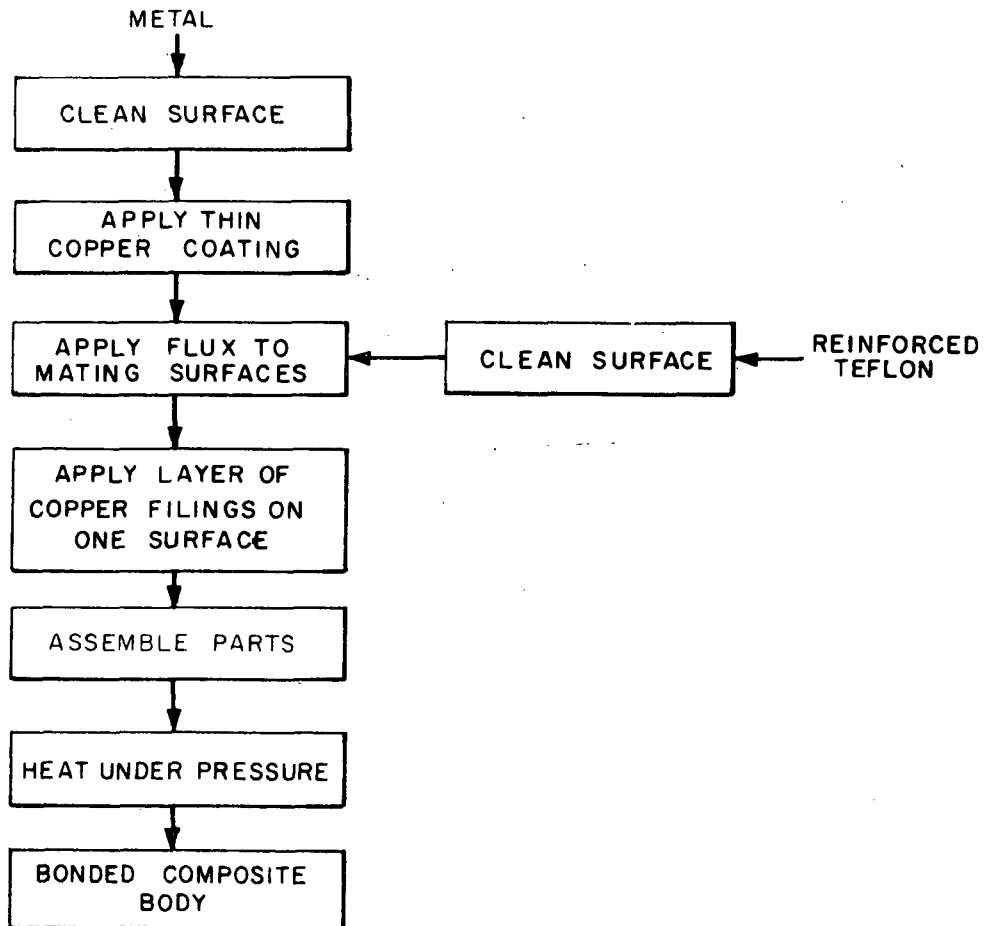 METAL
CLEAN SURFACE
APPLY THIN
COPPER COATING
APPLY FLUX TO
MATING SURFACES
CLEAN SURFACE
REINFORCED
TEFLON
APPLY LAYER OF
COPPER FILINGS ON
ONE SURFACE
ASSEMBLE PARTS
HEAT UNDER PRESSURE
BONDED COMPOSITE
BODY